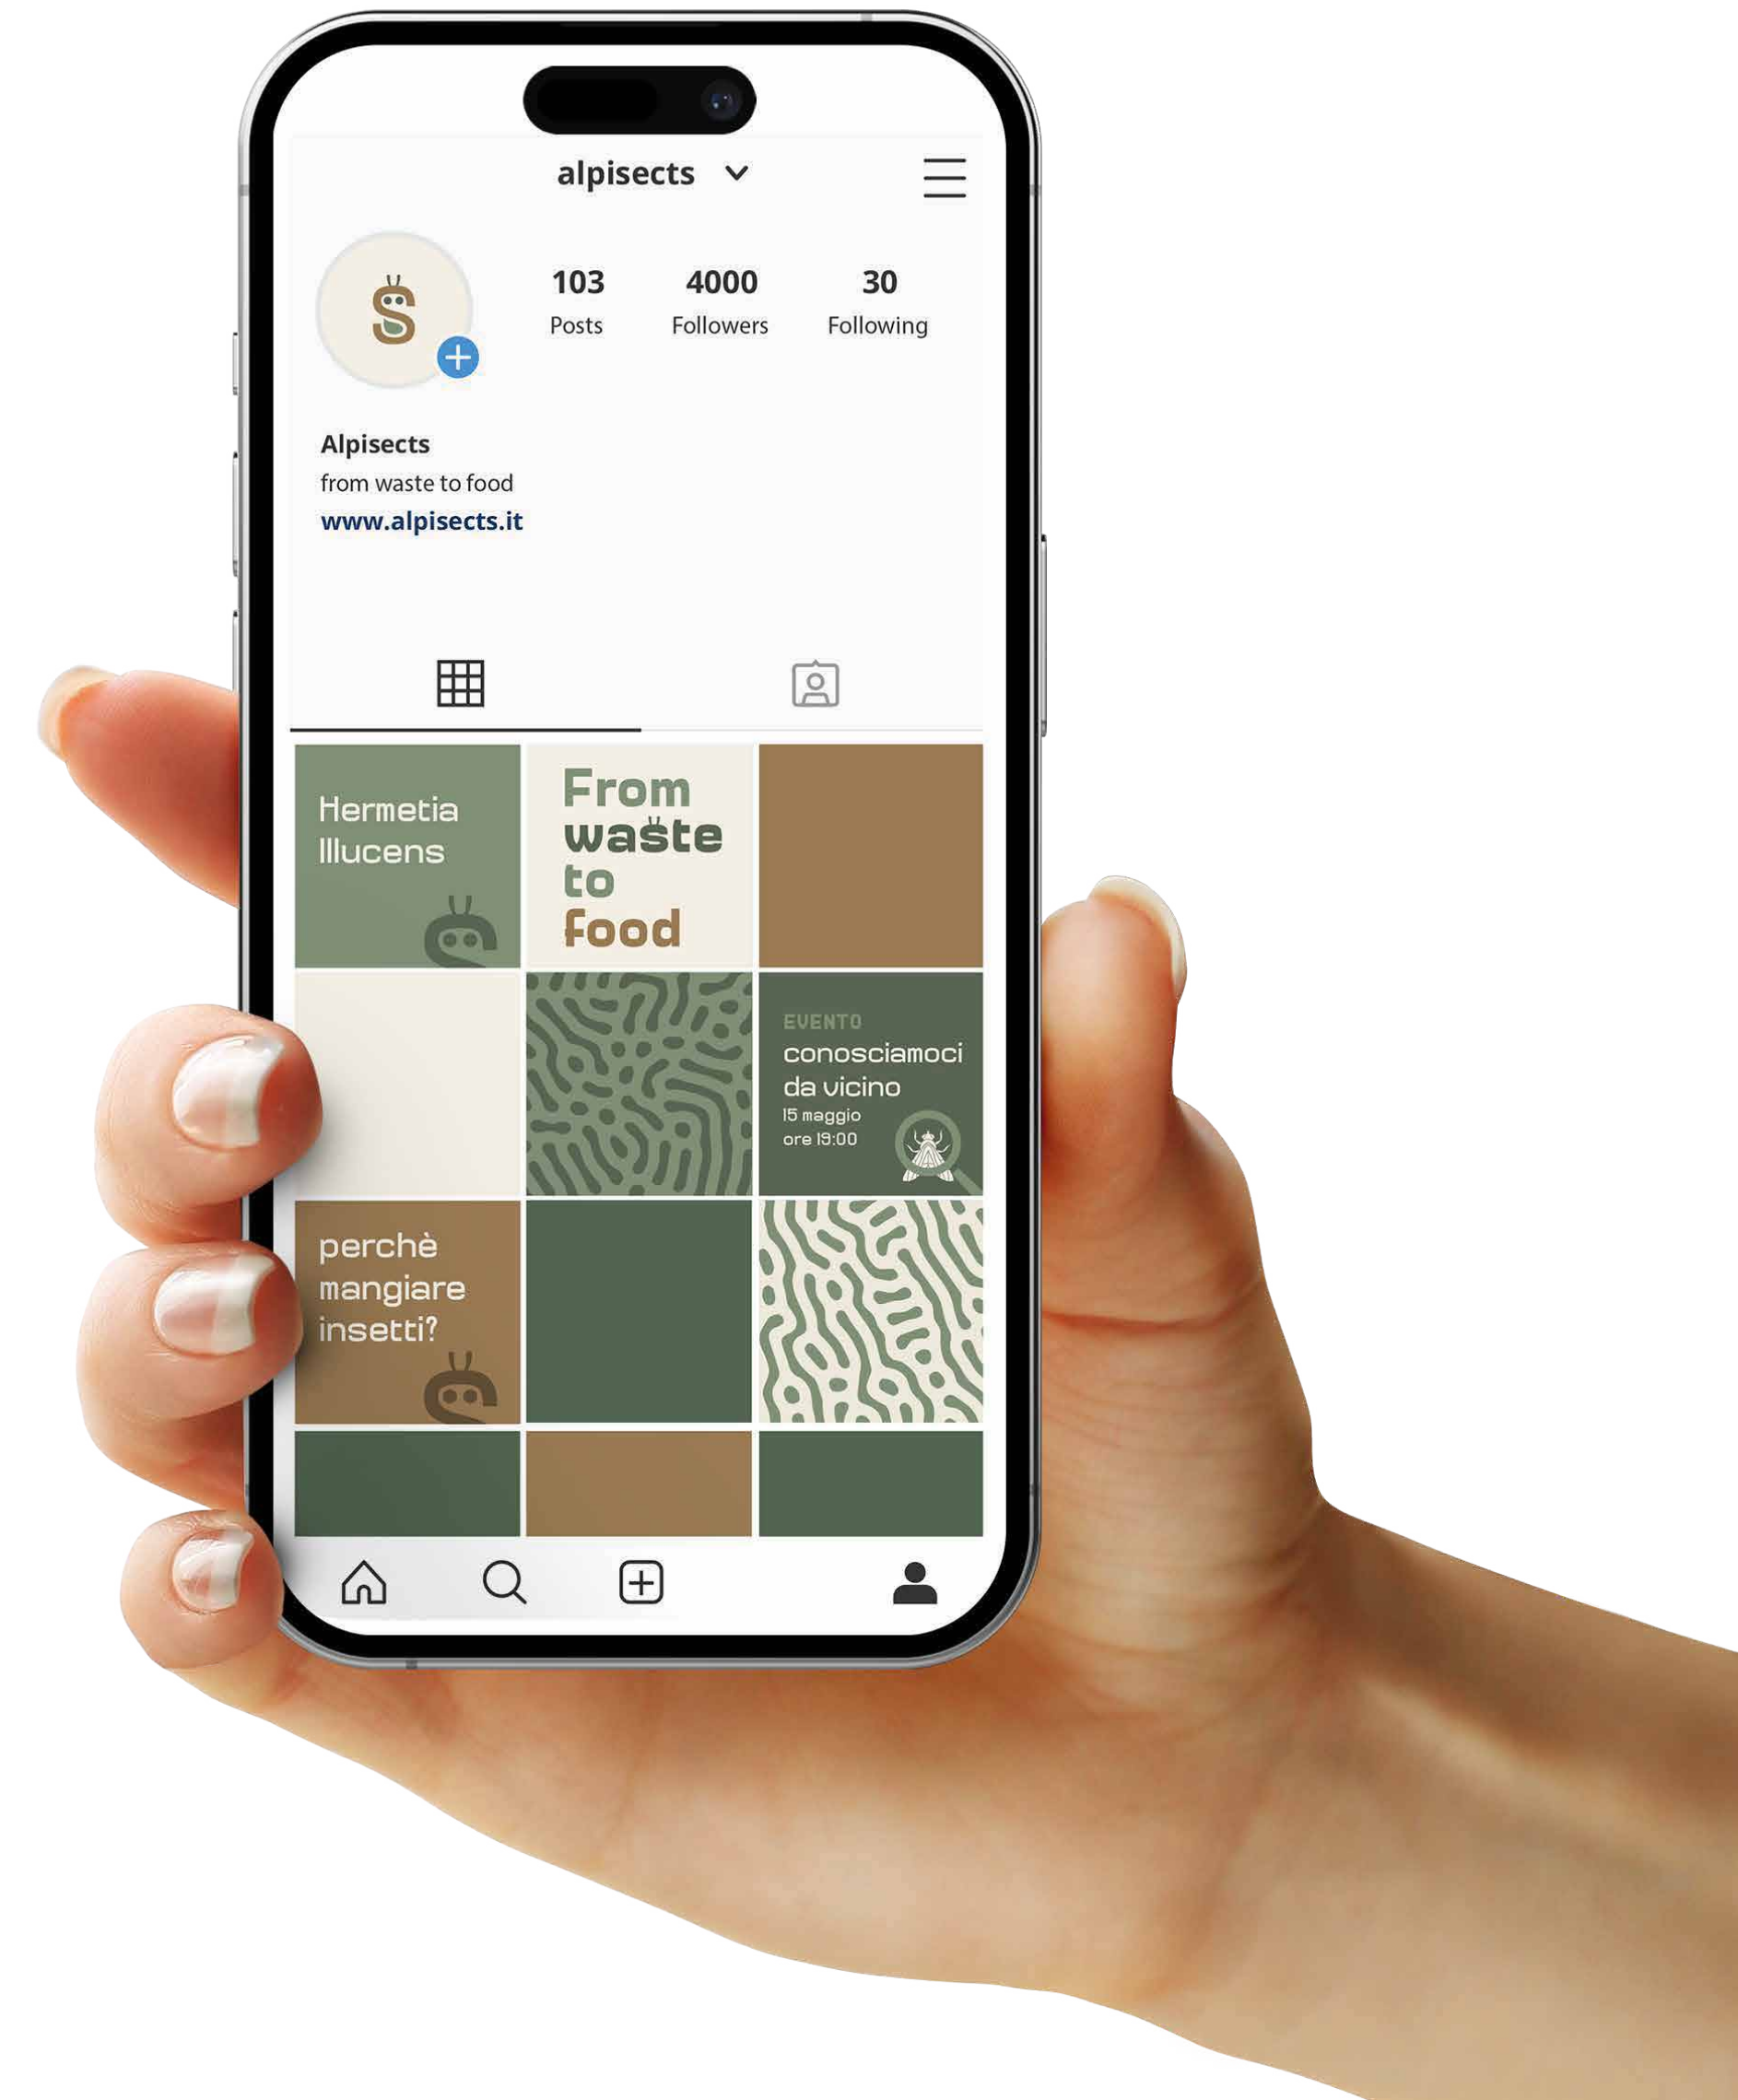 alpisects
103 4000 30
Posts Followers Following
Alpisects
from waste to food
www.alpisects.it
Hermetia
Illucens
From
waste
to
food
EVENTO
conosciamoci
da vicino
15 maggio
ore 19:00
perchè
mangiare
insetti?